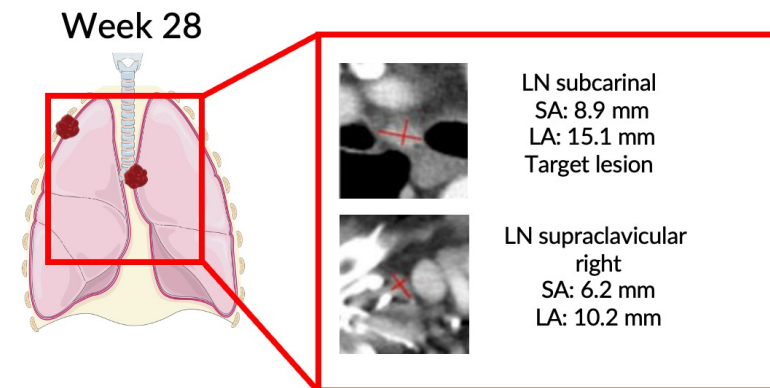 Week 28
LN subcarinal
SA: 8.9 mm
LA: 15.1 mm
Target lesion
LN supraclavicular
right
SA: 6.2 mm
LA: 10.2 mm